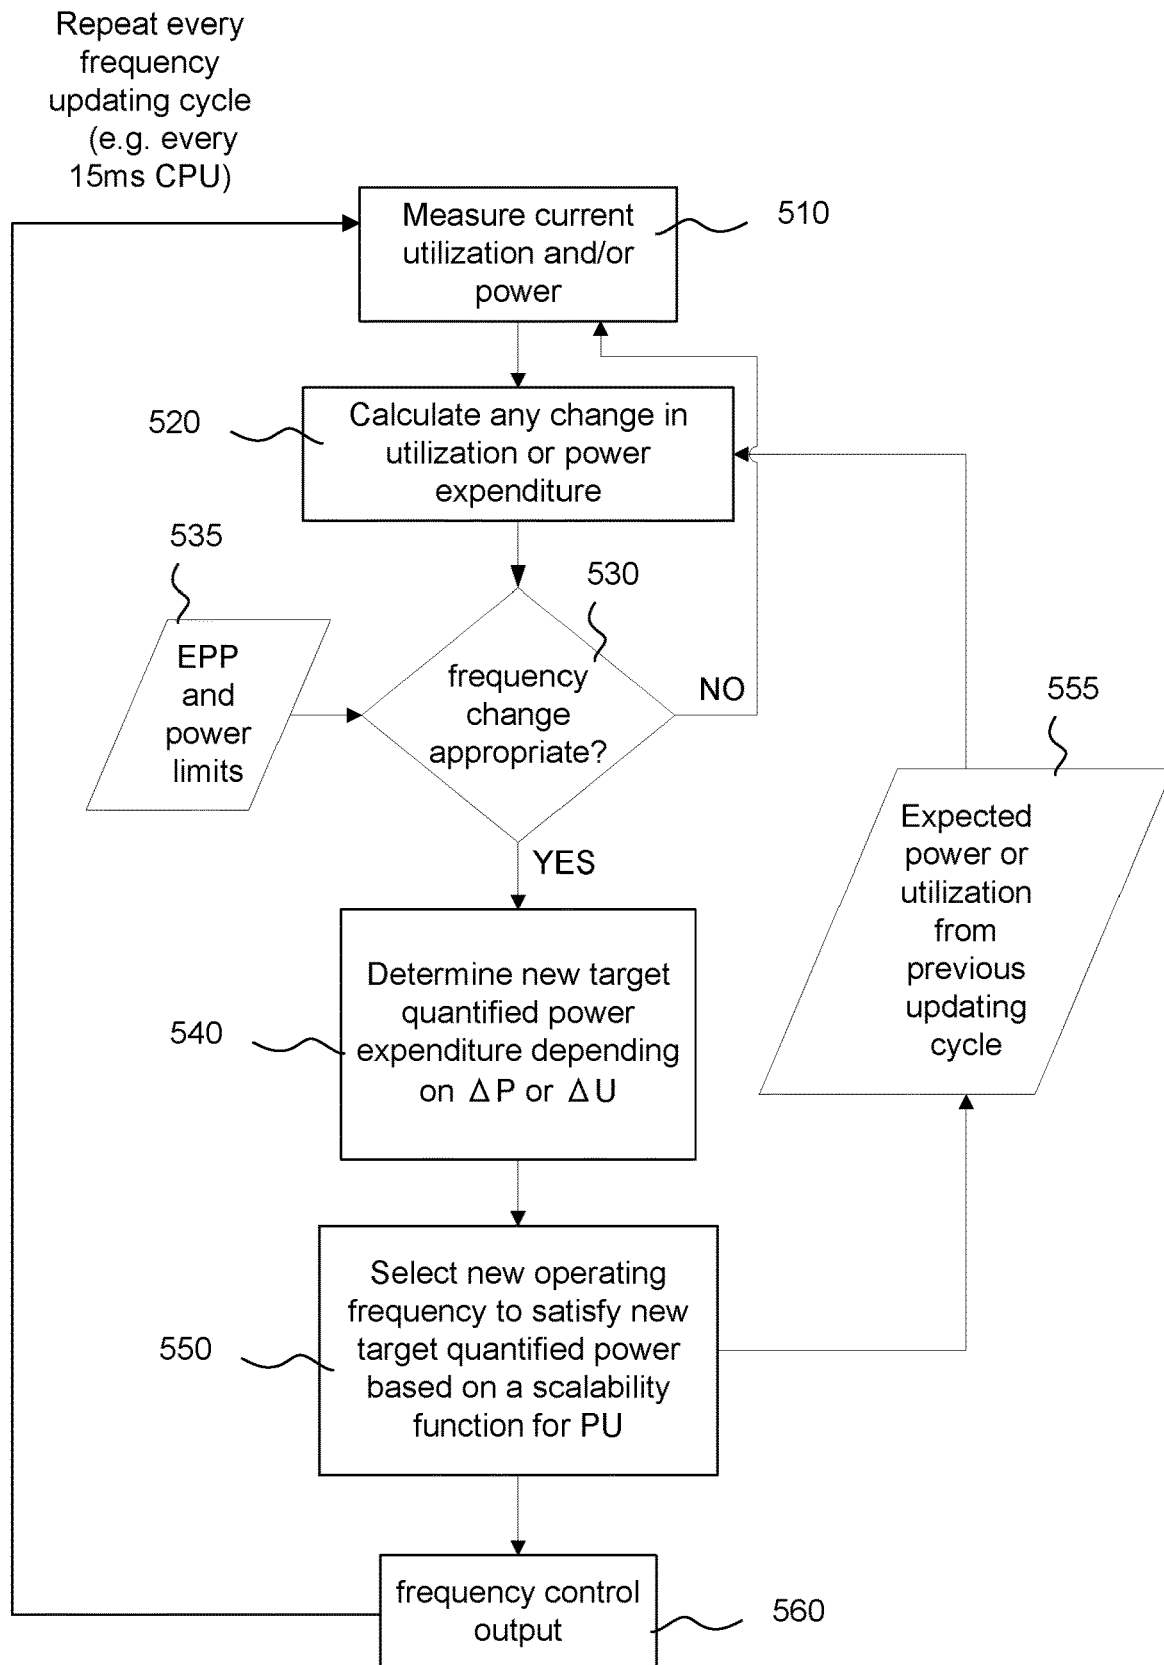 Repeat every
frequency
updating cycle
(e.g. every
15ms CPU)
Measure current
utilization and/or
power
510
Calculate any change in
utilization or power
expenditure
520
535
EPP
and
power
limits
530
frequency
change
appropriate?
NO
YES
555
Expected
power or
utilization
from
previous
updating
cycle
Determine new target
quantified power
expenditure depending
on Δ P or Δ U
540
Select new operating
frequency to satisfy new
target quantified power
based on a scalability
function for PU
550
frequency control
output
560